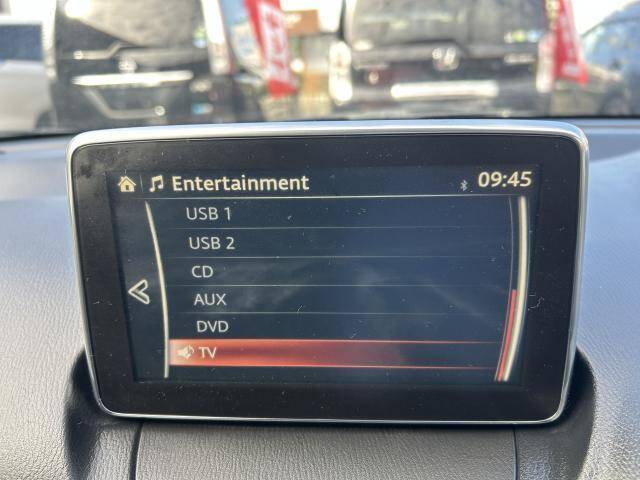 Entertainment 09:45
USB 1
USB 2
CD
AUX
DVD
TV